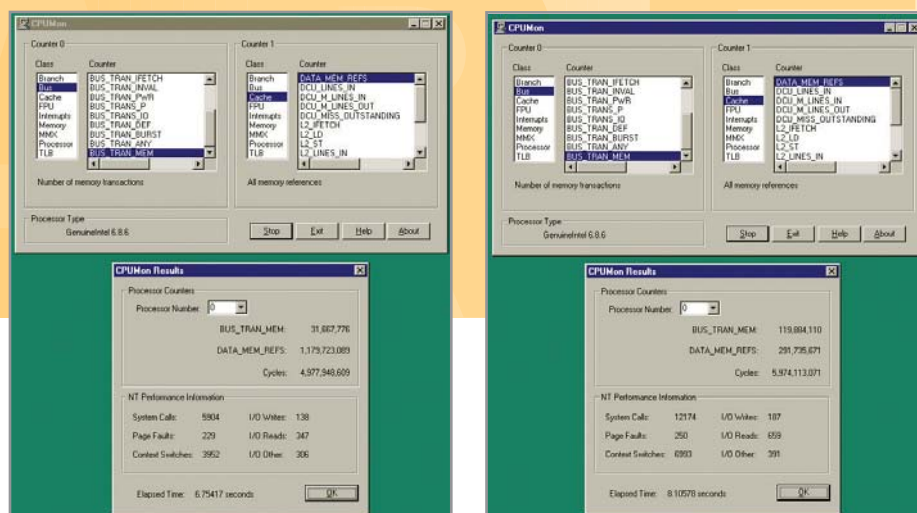 CPUMon
Counter 0
Class Counter
Branch
Bus
Cache
FPU
Interrupts
Memory
MMX
Processor
TLB
BUS_TRAN_IFETCH
BUS_TRAN_INVAL
BUS_TRAN_PWR
BUS_TRANS_P
BUS_TRANS_IO
BUS_TRAN_DEF
BUS_TRAN_BURST
BUS_TRAN_ANY
BUS_TRAN_MEM
Number of memory transactions
Counter 1
Class Counter
Branch
Bus
Cache
FPU
Interrupts
Memory
MMX
Processor
TLB
DATA_MEM_REFS
DCU_LINES_IN
DCU_M_LINES_IN
DCU_M_LINES_OUT
DCU_MISS_OUTSTANDING
L2_IFETCH
L2_LD
L2_ST
L2_LINES_IN
All memory references
Processor Type
GenuineIntel 6.8.6
Stop Exit Help About
CPUMon Results
Processor Counters
Processor Number: 0
BUS_TRAN_MEM: 31,667,776
DATA_MEM_REFS: 1,179,723,089
Cycles: 4,977,948,609
NT Performance Information
System Calls: 5904 I/O Writes: 138
Page Faults: 229 I/O Reads: 347
Context Switches: 3952 I/O Other: 306
Elapsed Time: 6.75417 seconds
OK
CPUMon
Counter 0
Class Counter
Branch
Bus
Cache
FPU
Interrupts
Memory
MMX
Processor
TLB
BUS_TRAN_IFETCH
BUS_TRAN_INVAL
BUS_TRAN_PWR
BUS_TRANS_P
BUS_TRANS_IO
BUS_TRAN_DEF
BUS_TRAN_BURST
BUS_TRAN_ANY
BUS_TRAN_MEM
Number of memory transactions
Counter 1
Class Counter
Branch
Bus
Cache
FPU
Interrupts
Memory
MMX
Processor
TLB
DATA_MEM_REFS
DCU_LINES_IN
DCU_M_LINES_IN
DCU_M_LINES_OUT
DCU_MISS_OUTSTANDING
L2_IFETCH
L2_LD
L2_ST
L2_LINES_IN
All memory references
Processor Type
GenuineIntel 6.8.6
Stop Exit Help About
CPUMon Results
Processor Counters
Processor Number: 0
BUS_TRAN_MEM: 119,884,110
DATA_MEM_REFS: 291,735,671
Cycles: 5,974,113,071
NT Performance Information
System Calls: 12174 I/O Writes: 187
Page Faults: 250 I/O Reads: 659
Context Switches: 6993 I/O Other: 391
Elapsed Time: 8.10578 seconds
OK